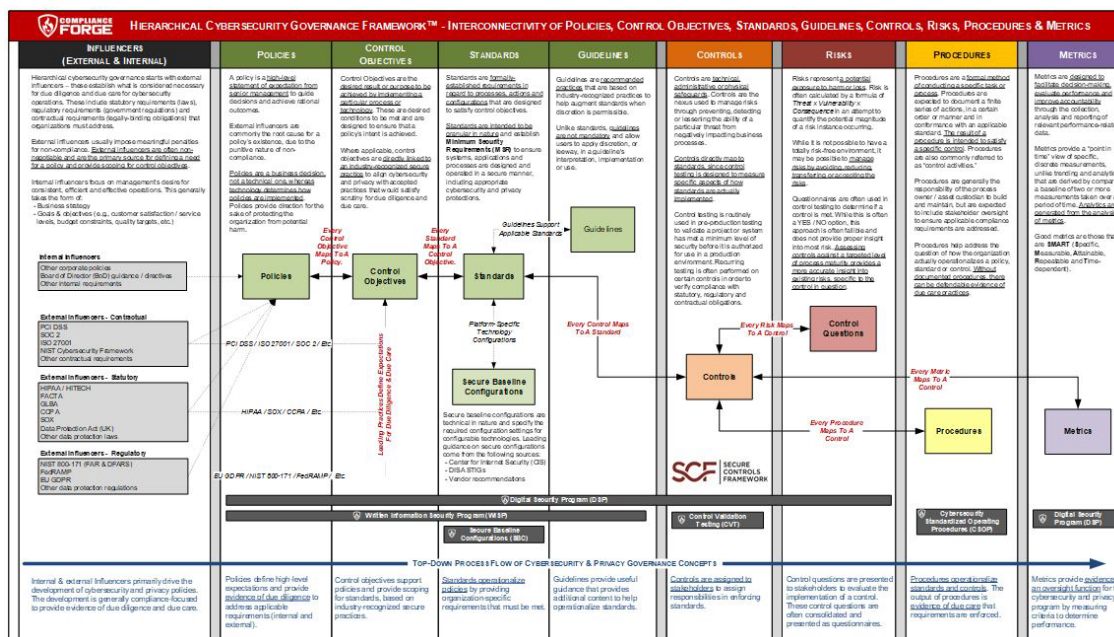 COMPLIANCE
FORGE
HIERARCHICAL CYBERSECURITY GOVERNANCE FRAMEWORK™ - INTERCONNECTIVITY OF POLICIES, CONTROL OBJECTIVES, STANDARDS, GUIDELINES, CONTROLS, RISKS, PROCEDURES & METRICS
INFLUENCERS
(EXTERNAL & INTERNAL)
Hierarchical cybersecurity governance starts with external
influencers – these establish what is considered necessary
for due diligence and due care for cybersecurity
operations. These include statutory requirements (laws),
regulatory requirements (government regulations) and
contractual requirements (legally-binding obligations) that
organizations must address.
External influencers usually impose meaningful penalties
for non-compliance. External influencers are often non-
negotiable and are the primary source for defining a need
for a policy and provide scoping for control objectives.
Internal influencers focus on management's desire for
consistent, efficient and effective operations. This generally
takes the form of:
- Business strategy
- Goals & objectives (e.g., customer satisfaction / service
levels, budget constraints, quality targets, etc.)
Internal Influencers
Other corporate policies
Board of Director (BoD) guidance / directives
Other internal requirements
External Influencers - Contractual
PCI DSS
SOC 2
ISO 27001
NIST Cybersecurity Framework
Other contractual requirements
External Influencers - Statutory
HIPAA / HITECH
FACTA
GLBA
CCPA
SOX
Data Protection Act (UK)
Other data protection laws
External Influencers - Regulatory
NIST 800-171 (FAR & DFARS)
FedRAMP
EU GDPR
Other data protection regulations
POLICIES
A policy is a high-level
statement of expectation from
senior management to guide
decisions and achieve rational
outcomes.
External influencers are
commonly the root cause for a
policy's existence, due to the
punitive nature of non-
compliance.
Policies are a business decision,
not a technical one, whereas
technology determines how
policies are implemented.
Policies provide direction for the
sake of protecting the
organization from potential
harm.
Policies
Every
Control
Objective
Maps To A
Policy.
PCI DSS / ISO 27001 / SOC 2 / Etc.
HIPAA / SOX / CCPA / Etc.
EU GDPR / NIST 800-171 / FedRAMP / Etc.
CONTROL
OBJECTIVES
Control Objectives are the
desired result or purpose to be
achieved by implementing a
particular process or
technology. These are desired
conditions to be met and are
designed to ensure that a
policy's intent is achieved.
Where applicable, control
objectives are directly linked to
an industry-recognized secure
practice to align cybersecurity
and privacy with accepted
practices that would satisfy
scrutiny for due diligence and
due care.
Control
Objectives
Every
Standard
Maps To A
Control
Objective.
Leading Practices Define Expectations
For Due Diligence & Due Care
STANDARDS
Standards are formally-
established requirements in
regard to processes, actions and
configurations that are designed
to satisfy control objectives.
Standards are intended to be
granular in nature and establish
Minimum Security
Requirements (MSR) to ensure
systems, applications and
processes are designed and
operated in a secure manner,
including appropriate
cybersecurity and privacy
protections.
Guidelines Support
Applicable Standards
Standards
Platform-Specific
Technology
Configurations
Secure Baseline
Configurations
Secure baseline configurations are
technical in nature and specify the
required configuration settings for
configurable technologies. Leading
guidance on secure configurations
come from the following sources:
- Center for Internet Security (CIS)
- DISA STIGs
- Vendor recommendations
GUIDELINES
Guidelines are recommended
practices that are based on
industry-recognized practices to
help augment standards when
discretion is permissible.
Unlike standards, guidelines
are not mandatory and allow
users to apply discretion, or
leeway, in a guideline's
interpretation, implementation
or use.
Guidelines
Every Control Maps
To A Standard
CONTROLS
Controls are technical,
administrative or physical
safeguards. Controls are the
nexus used to manage risks
through preventing, detecting
or lessening the ability of a
particular threat from
negatively impacting business
processes.
Controls directly map to
standards, since control
testing is designed to measure
specific aspects of how
standards are actually
implemented.
Control testing is routinely
used in pre-production testing
to validate a project or system
has met a minimum level of
security before it is authorized
for use in a production
environment. Recurring
testing is often performed on
certain controls in order to
verify compliance with
statutory, regulatory and
contractual obligations.
Every Risk Maps
To A Control
Controls
Every Procedure
Maps To A
Control
SCF SECURE
CONTROLS
FRAMEWORK
RISKS
Risks represent a potential
exposure to harm or loss. Risk is
often calculated by a formula of
Threat x Vulnerability x
Consequence in an attempt to
quantify the potential magnitude
of a risk instance occurring.
While it is not possible to have a
totally risk-free environment, it
may be possible to manage
risks by avoiding, reducing,
transferring or accepting the
risks.
Questionnaires are often used in
control testing to determine if a
control is met. While this is often
a YES / NO option, this
approach is often fallible and
does not provide proper insight
into most risk. Assessing
controls against a targeted level
of process maturity provides a
more accurate insight into
existing risks, specific to the
control in question.
Control
Questions
PROCEDURES
Procedures are a formal method
of conducting a specific task or
process. Procedures are
expected to document a finite
series of actions, in a certain
order or manner and in
conformance with an applicable
standard. The result of a
procedure is intended to satisfy
a specific control. Procedures
are also commonly referred to
as "control activities."
Procedures are generally the
responsibility of the process
owner / asset custodian to build
and maintain, but are expected
to include stakeholder oversight
to ensure applicable compliance
requirements are addressed.
Procedures help address the
question of how the organization
actually operationalizes a policy,
standard or control. Without
documented procedures, there
can be defendable evidence of
due care practices.
Every Metric
Maps To A
Control
Procedures
METRICS
Metrics are designed to
facilitate decision-making,
evaluate performance and
improve accountability
through the collection,
analysis and reporting of
relevant performance-related
data.
Metrics provide a "point-in-
time" view of specific,
discrete measurements,
unlike trending and analytics
that are derived by comparing
a baseline of two or more
measurements taken over a
period of time. Analytics are
generated from the analysis
of metrics.
Good metrics are those that
are SMART (Specific,
Measurable, Attainable,
Repeatable and Time-
dependent).
Metrics
Digital Security Program (DSP)
Written Information Security Program (WISP)
Secure Baseline
Configurations (SBC)
Control Validation
Testing (CVT)
Cybersecurity
Standardized Operating
Procedures (CSOP)
Digital Security
Program (DSP)
TOP-DOWN PROCESS FLOW OF CYBERSECURITY & PRIVACY GOVERNANCE CONCEPTS
Internal & external Influencers primarily drive the
development of cybersecurity and privacy policies.
The development is generally compliance-focused
to provide evidence of due diligence and due care.
Policies define high-level
expectations and provide
evidence of due diligence to
address applicable
requirements (internal and
external).
Control objectives support
policies and provide scoping
for standards, based on
industry-recognized secure
practices.
Standards operationalize
policies by providing
organization-specific
requirements that must be met.
Guidelines provide useful
guidance that provides
additional content to help
operationalize standards.
Controls are assigned to
stakeholders to assign
responsibilities in enforcing
standards.
Control questions are presented
to stakeholders to evaluate the
implementation of a control.
These control questions are
often consolidated and
presented as questionnaires.
Procedures operationalize
standards and controls. The
output of procedures is
evidence of due care that
requirements are enforced.
Metrics provide evidence of
an oversight function for the
cybersecurity and privacy
program by measuring
criteria to determine
performance.